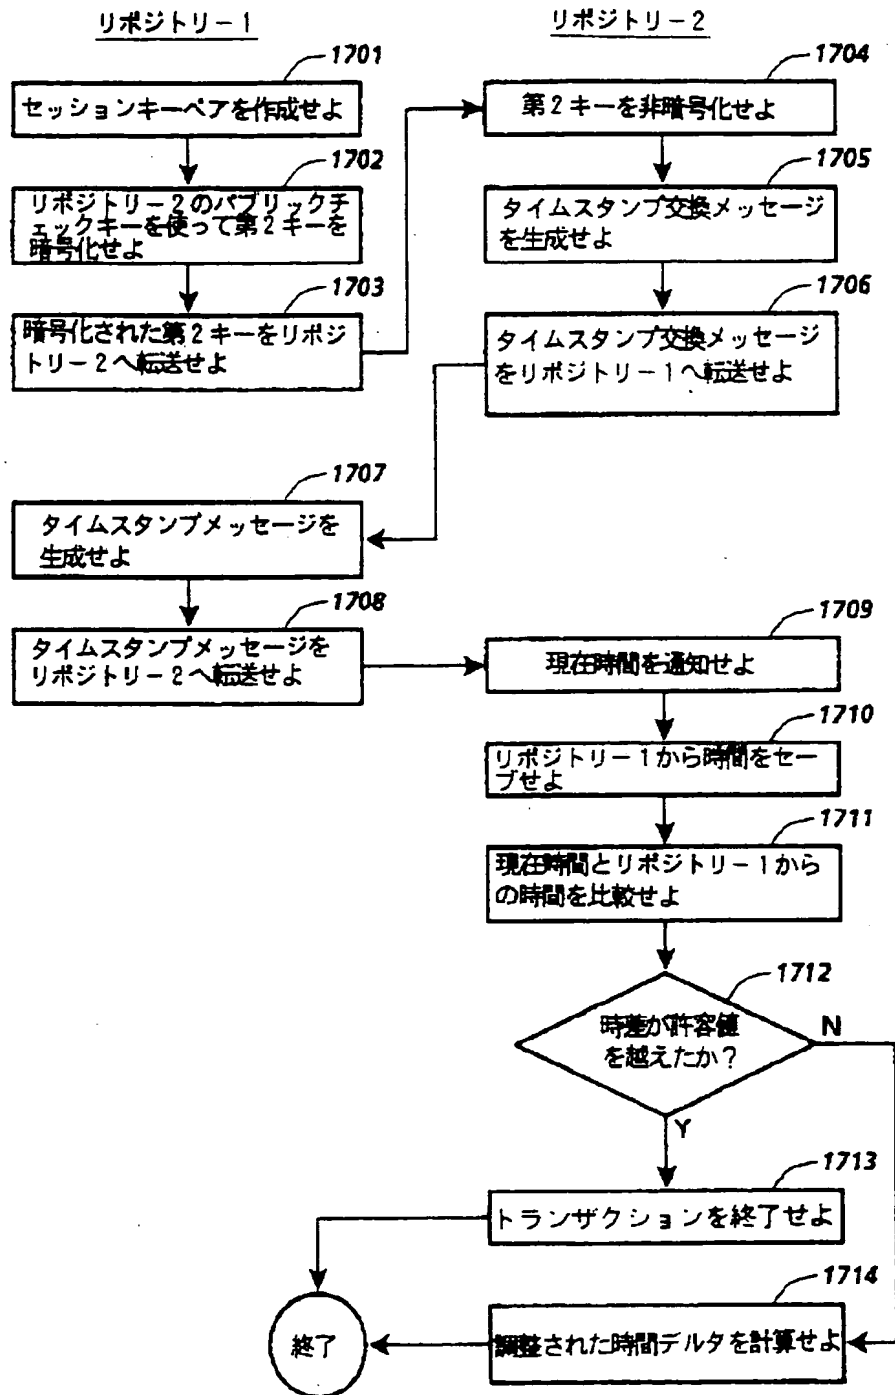 リポジトリー1
リポジトリー2
1701
セッションキーペアを作成せよ
1702
リポジトリー2のパブリックチ
ェックキーを使って第2キーを
暗号化せよ
1703
暗号化された第2キーをリポジ
トリー2へ転送せよ
1704
第2キーを非暗号化せよ
1705
タイムスタンプ交換メッセージ
を生成せよ
1706
タイムスタンプ交換メッセージ
をリポジトリー1へ転送せよ
1707
タイムスタンプメッセージを
生成せよ
1708
タイムスタンプメッセージを
リポジトリー2へ転送せよ
1709
現在時間を通知せよ
1710
リポジトリー1から時間をセー
ブせよ
1711
現在時間とリポジトリー1から
の時間を比較せよ
1712
時差が許容値
を越えたか?
N
Y
1713
トランザクションを終了せよ
1714
調整された時間デルタを計算せよ
終了